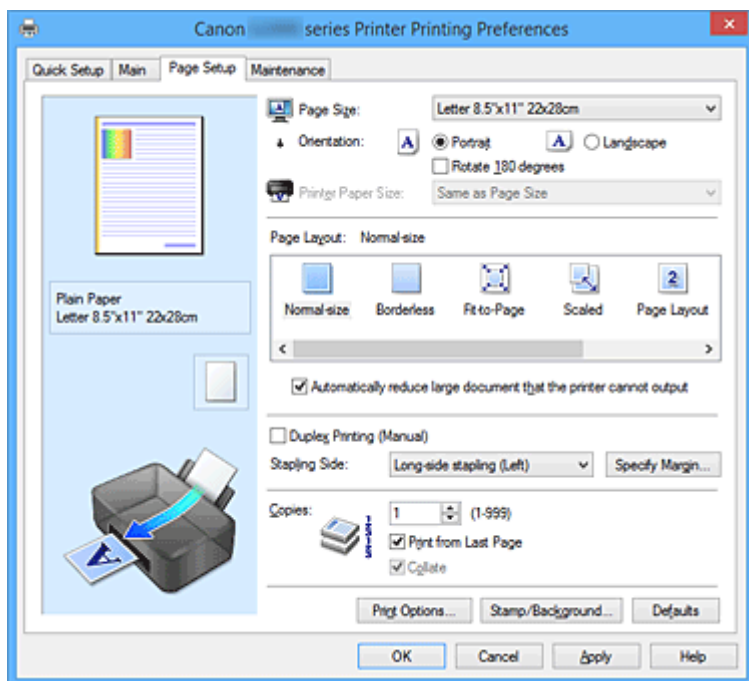 Canon series Printer Printing Preferences
Quick Setup Main Page Setup Maintenance
Page Size: Letter 8.5"x11" 22x28cm
Orientation: A Portrait A Landscape
Rotate 180 degrees
Printer Paper Size: Same as Page Size
Page Layout: Normal-size
2
Normal-size Borderless Fit-to-Page Scaled Page Layout
Automatically reduce large document that the printer cannot output
Plain Paper
Letter 8.5"x11" 22x28cm
Duplex Printing (Manual)
Stapling Side: Long-side stapling (Left) Specify Margin...
Copies: 1 (1-999)
Print from Last Page
Collate
A
Print Options... Stamp/Background... Defaults
OK Cancel Apply Help